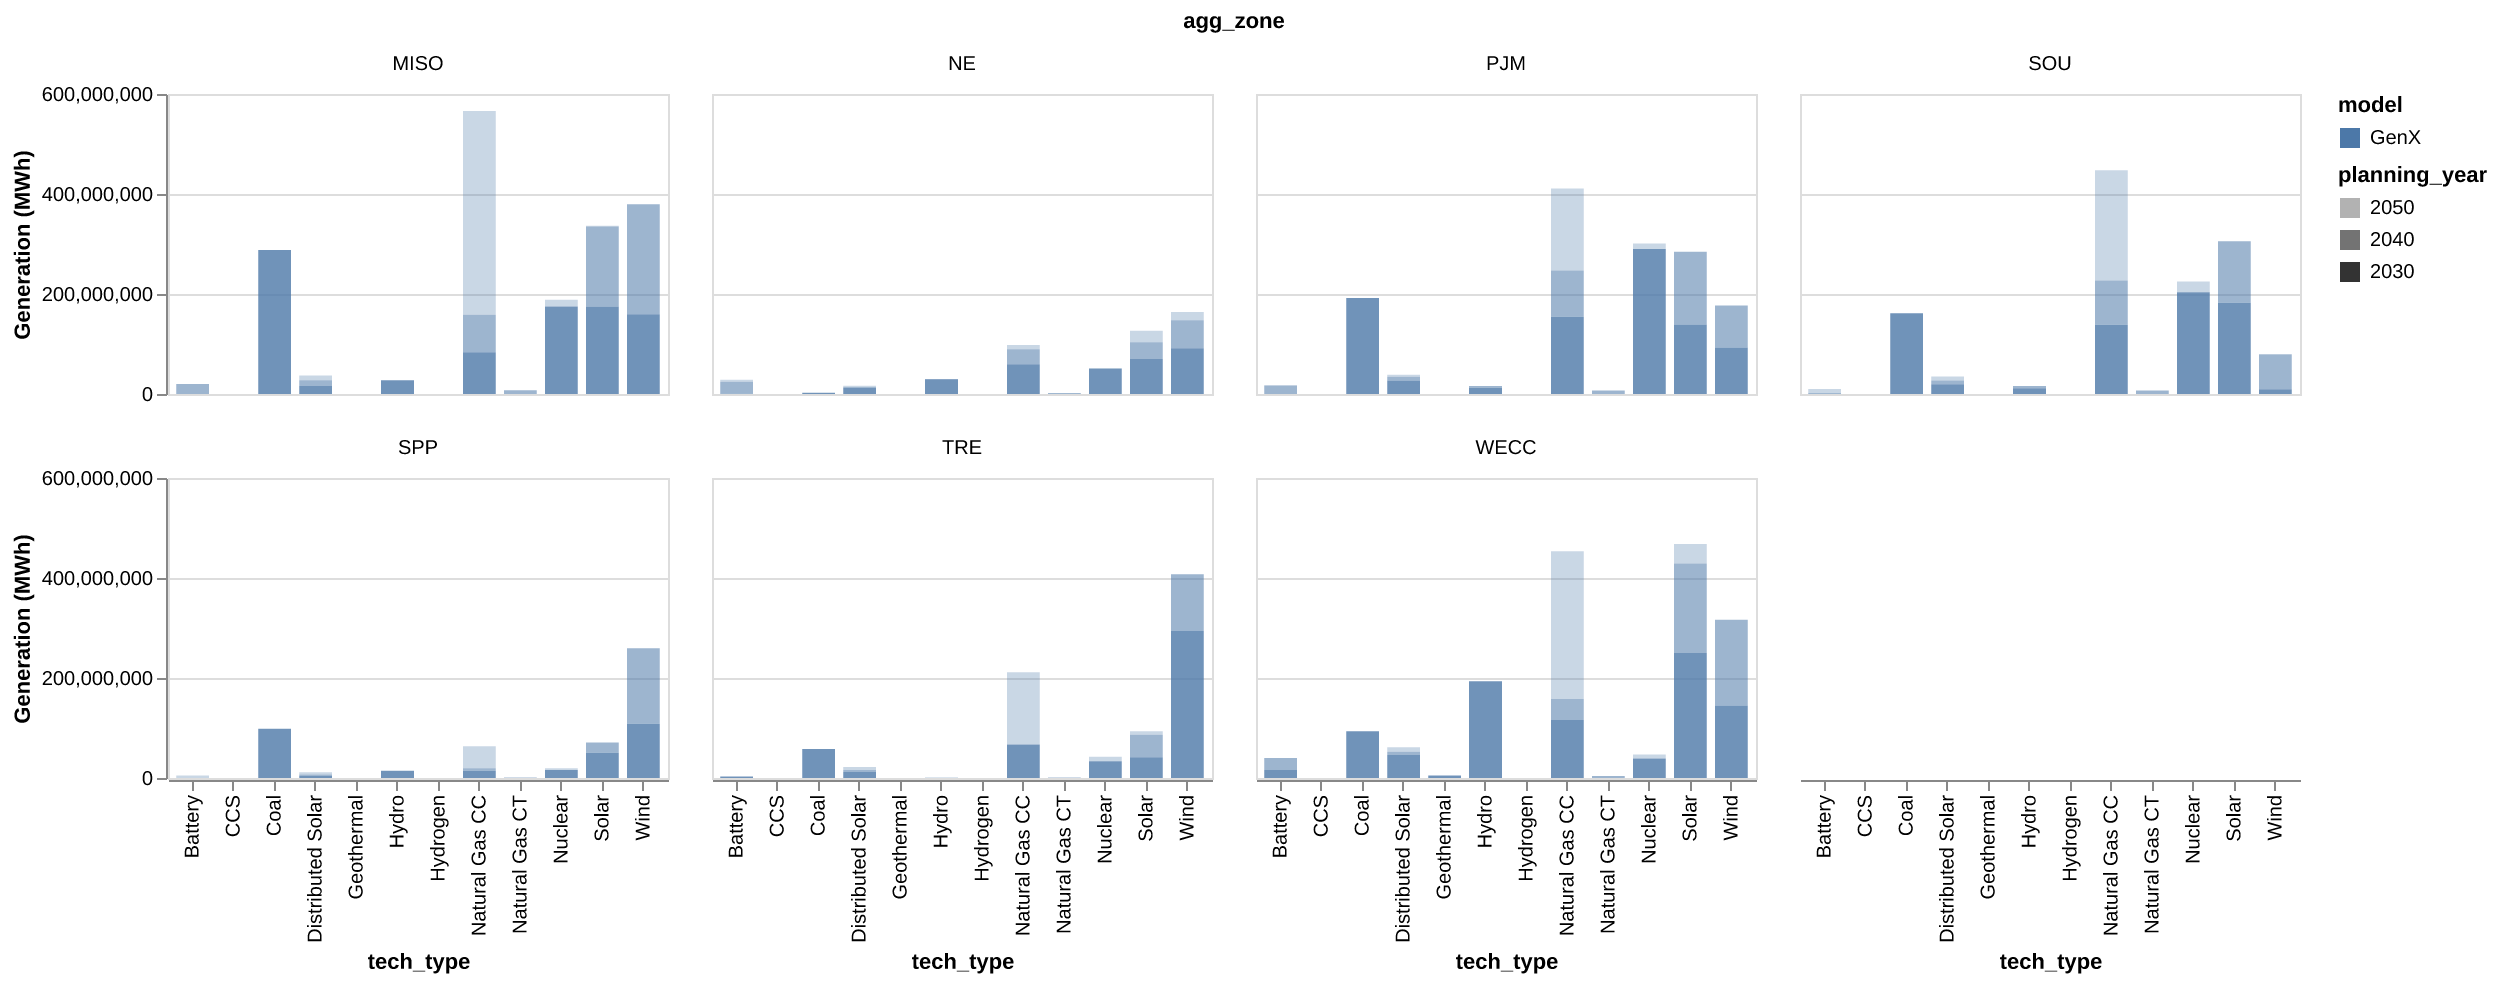 agg_zone
MISO
NE
PJM
SOU
600,000,000
400,000,000
200,000,000
0
Generation (MWh)
model
GenX
planning_year
2050
2040
2030
SPP
TRE
WECC
600,000,000
400,000,000
200,000,000
0
Generation (MWh)
Battery
CCS
Coal
Distributed Solar
Geothermal
Hydro
Hydrogen
Natural Gas CC
Natural Gas CT
Nuclear
Solar
Wind
Battery
CCS
Coal
Distributed Solar
Geothermal
Hydro
Hydrogen
Natural Gas CC
Natural Gas CT
Nuclear
Solar
Wind
Battery
CCS
Coal
Distributed Solar
Geothermal
Hydro
Hydrogen
Natural Gas CC
Natural Gas CT
Nuclear
Solar
Wind
Battery
CCS
Coal
Distributed Solar
Geothermal
Hydro
Hydrogen
Natural Gas CC
Natural Gas CT
Nuclear
Solar
Wind
tech_type
tech_type
tech_type
tech_type